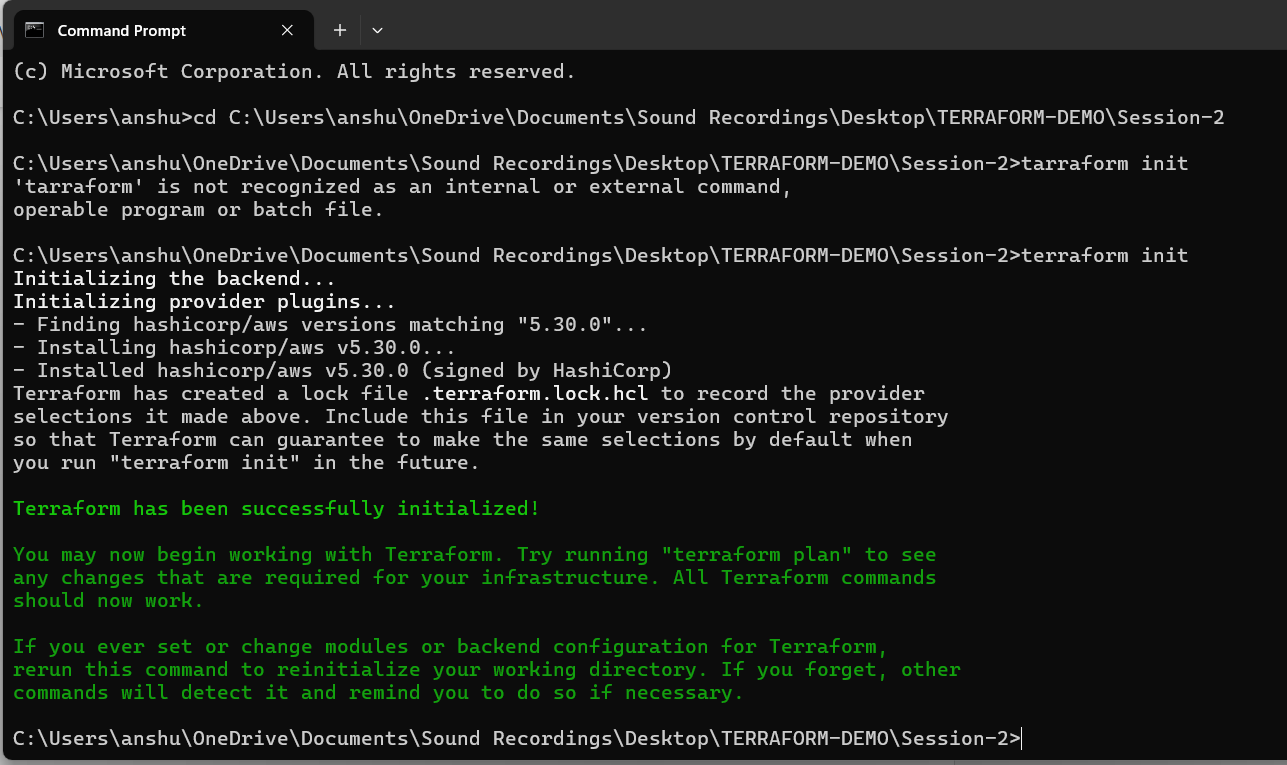 Command Prompt
(c) Microsoft Corporation. All rights reserved.
C:\Users\anshu>cd C:\Users\anshu\OneDrive\Documents\Sound Recordings\Desktop\TERRAFORM-DEMO\Session-2
C:\Users\anshu\OneDrive\Documents\Sound Recordings\Desktop\TERRAFORM-DEMO\Session-2>tarraform init
'tarraform' is not recognized as an internal or external command,
operable program or batch file.
C:\Users\anshu\OneDrive\Documents\Sound Recordings\Desktop\TERRAFORM-DEMO\Session-2>terraform init
Initializing the backend...
Initializing provider plugins...
- Finding hashicorp/aws versions matching "5.30.0"...
- Installing hashicorp/aws v5.30.0...
- Installed hashicorp/aws v5.30.0 (signed by HashiCorp)
Terraform has created a lock file .terraform.lock.hcl to record the provider
selections it made above. Include this file in your version control repository
so that Terraform can guarantee to make the same selections by default when
you run "terraform init" in the future.
Terraform has been successfully initialized!
You may now begin working with Terraform. Try running "terraform plan" to see
any changes that are required for your infrastructure. All Terraform commands
should now work.
If you ever set or change modules or backend configuration for Terraform,
rerun this command to reinitialize your working directory. If you forget, other
commands will detect it and remind you to do so if necessary.
C:\Users\anshu\OneDrive\Documents\Sound Recordings\Desktop\TERRAFORM-DEMO\Session-2>